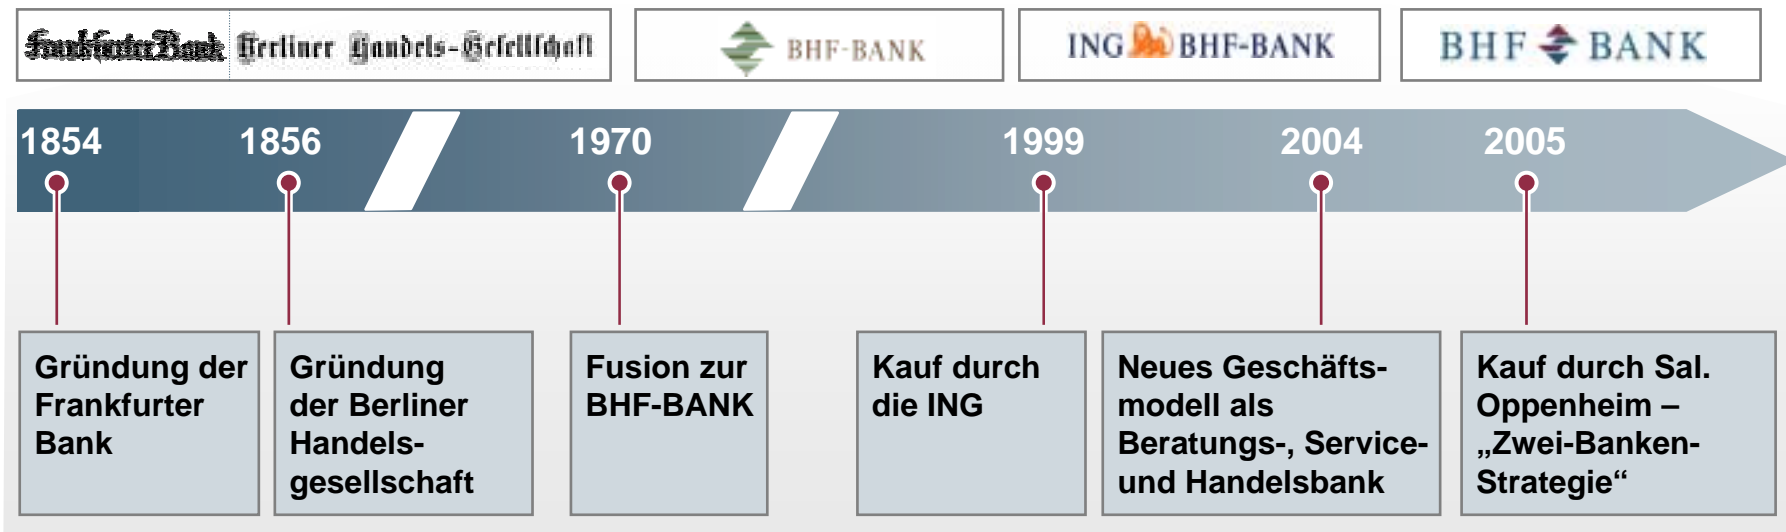 Frankfurter Bank Berliner Handels-Gesellschaft
BHF-BANK
ING BHF-BANK
BHF BANK
1854 1856 1970 1999 2004 2005
Gründung der
Frankfurter
Bank
Gründung
der Berliner
Handels-
gesellschaft
Fusion zur
BHF-BANK
Kauf durch
die ING
Neues Geschäfts-
modell als
Beratungs-, Service-
und Handelsbank
Kauf durch Sal.
Oppenheim –
„Zwei-Banken-
Strategie“